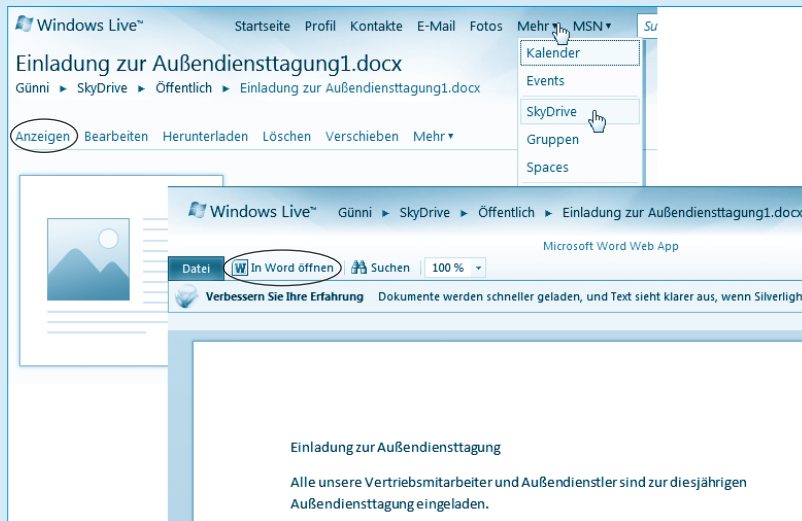 Windows Live™ Startseite Profil Kontakte E-Mail Fotos Mehr MSN Su
Kalender
Events
SkyDrive
Gruppen
Spaces
Einladung zur Außendiensttagung1.docx
Günni ► SkyDrive ► Öffentlich ► Einladung zur Außendiensttagung1.docx
Anzeigen Bearbeiten Herunterladen Löschen Verschieben Mehr
Windows Live™ Günni ► SkyDrive ► Öffentlich ► Einladung zur Außendiensttagung1.docx
Microsoft Word Web App
Datei In Word öffnen Suchen 100 %
Verbessern Sie Ihre Erfahrung Dokumente werden schneller geladen, und Text sieht klarer aus, wenn Silverligh
Einladung zur Außendiensttagung
Alle unsere Vertriebsmitarbeiter und Außendienstler sind zur diesjährigen
Außendiensttagung eingeladen.